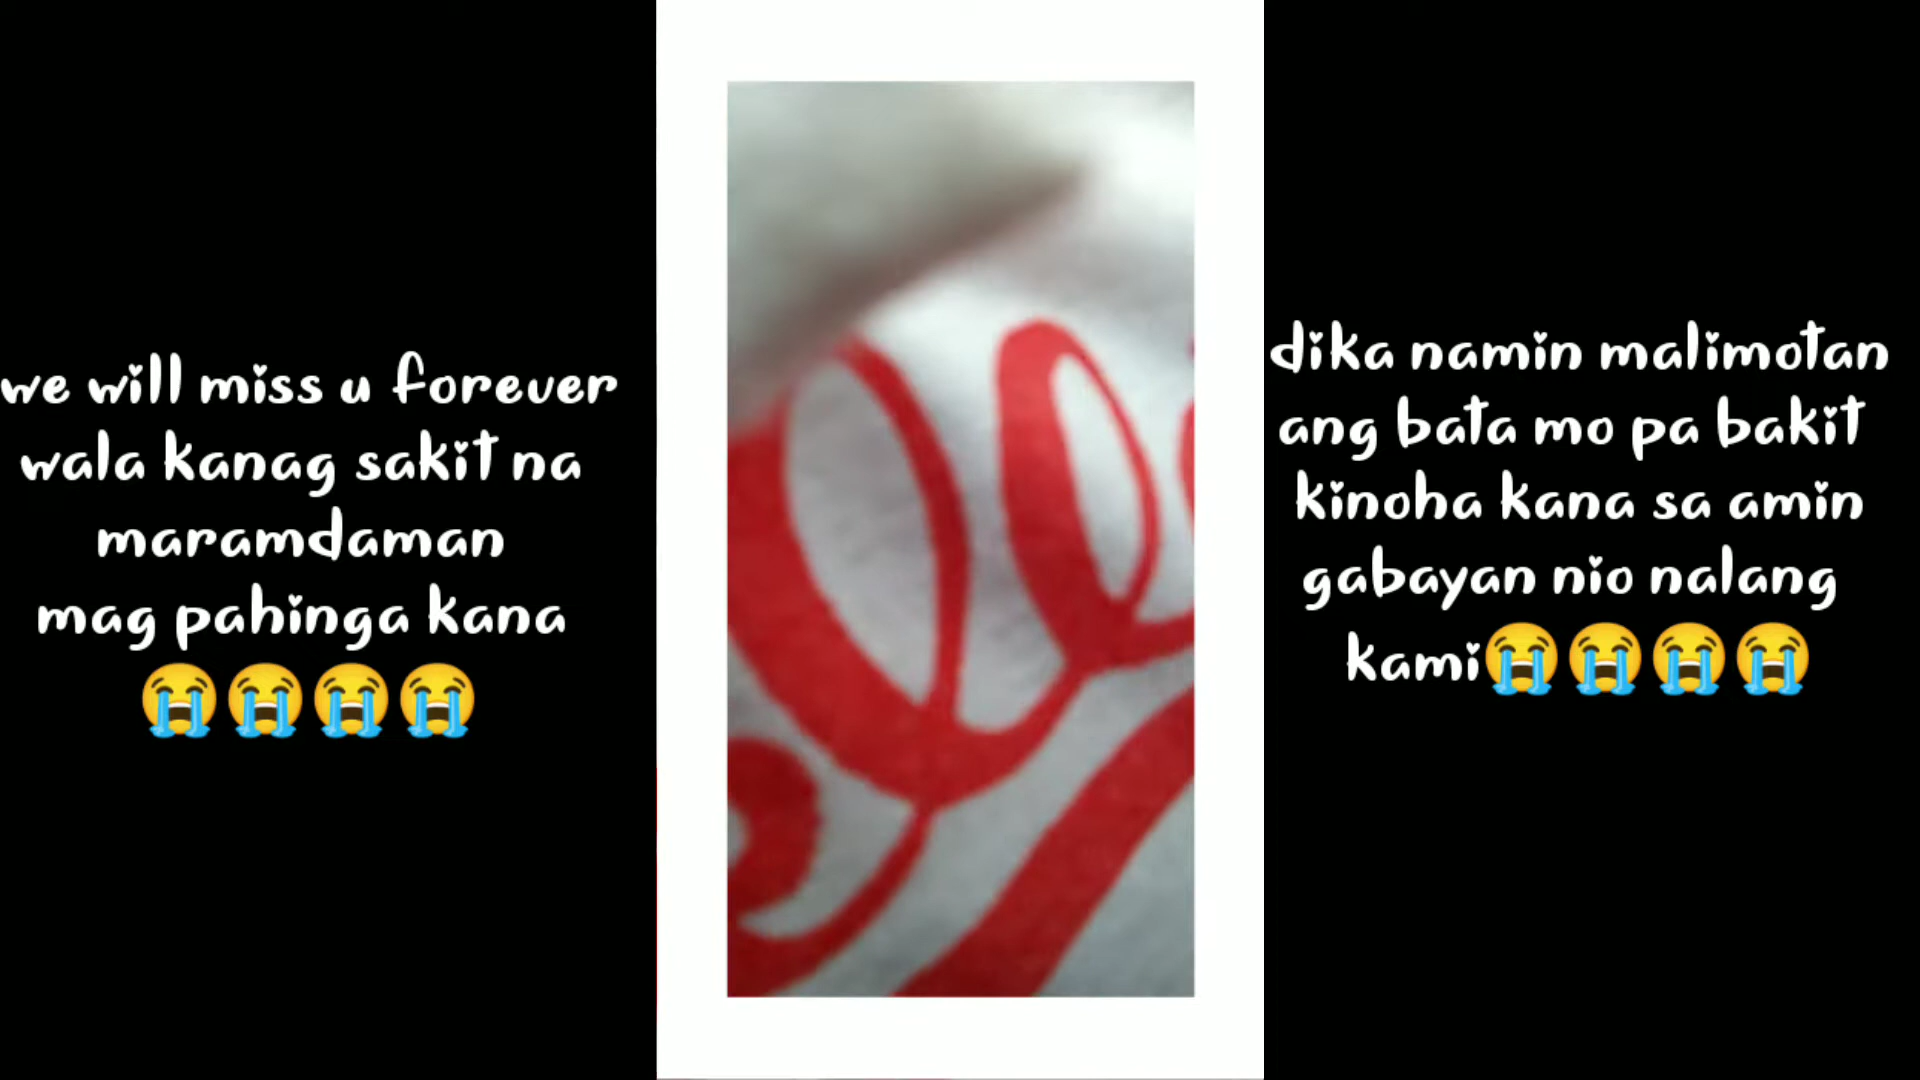 we will miss u forever
wala kanag sakit na
maramdaman
mag pahinga kana
😭😭😭😭
dika namin malimotan
ang bata mo pa bakit
kinoha kana sa amin
gabayan nio nalang
kami😭😭😭😭